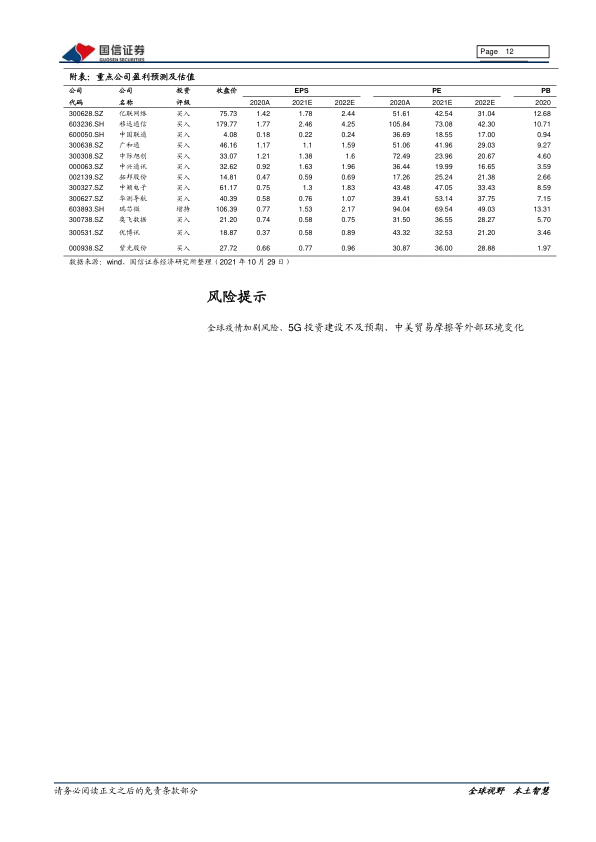 国信证券
GUOSEN SECURITIES
Page 12
附表：重点公司盈利预测及估值
公司 公司 投资 收盘价 EPS PE PB
代码 名称 评级 2020A 2021E 2022E 2020A 2021E 2022E 2020
300628.SZ 亿联网络 买入 75.73 1.42 1.78 2.44 51.61 42.54 31.04 12.68
603236.SH 移远通信 买入 179.77 1.77 2.46 4.25 105.84 73.08 42.30 10.71
600050.SH 中国联通 买入 4.08 0.18 0.22 0.24 36.69 18.55 17.00 0.94
300638.SZ 广和通 买入 46.16 1.17 1.1 1.59 51.06 41.96 29.03 9.27
300308.SZ 中际旭创 买入 33.07 1.21 1.38 1.6 72.49 23.96 20.67 4.60
000063.SZ 中兴通讯 买入 32.62 0.92 1.63 1.96 36.44 19.99 16.65 3.59
002139.SZ 拓邦股份 买入 14.81 0.47 0.59 0.69 17.26 25.24 21.38 2.66
300327.SZ 中颖电子 买入 61.17 0.75 1.3 1.83 43.48 47.05 33.43 8.59
300627.SZ 华测导航 买入 40.39 0.58 0.76 1.07 39.41 53.14 37.75 7.15
603893.SH 瑞芯微 增持 106.39 0.77 1.53 2.17 94.04 69.54 49.03 13.31
300738.SZ 奥飞数据 买入 21.20 0.74 0.58 0.75 31.50 36.55 28.27 5.70
300531.SZ 优博讯 买入 18.87 0.37 0.58 0.89 43.32 32.53 21.20 3.46
000938.SZ 紫光股份 买入 27.72 0.66 0.77 0.96 30.87 36.00 28.88 1.97
数据来源：wind、国信证券经济研究所整理（2021 年 10 月 29 日）
风险提示
全球疫情加剧风险、5G 投资建设不及预期、中美贸易摩擦等外部环境变化
请务必阅读正文之后的免责条款部分
全球视野 本土智慧